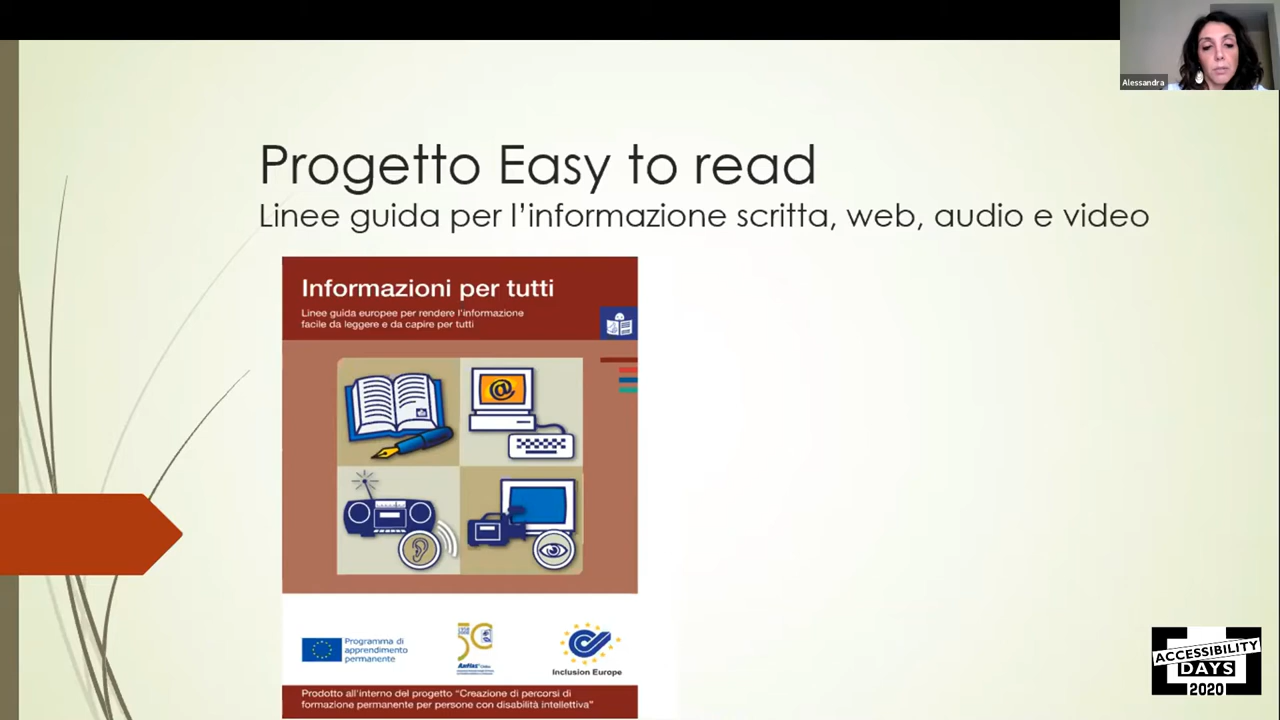 Alessandra
Progetto Easy to read
Linee guida per l’informazione scritta, web, audio e video
Informazioni per tutti
Linee guida europee per rendere l’informazione
facile da leggere e da capire per tutti
@
Programma di
apprendimento
permanente
50
Anffas
Inclusion Europe
Prodotto all’interno del progetto “Creazione di percorsi di
formazione permanente per persone con disabilità intellettiva”
ACCESSIBILITY
DAYS
2020